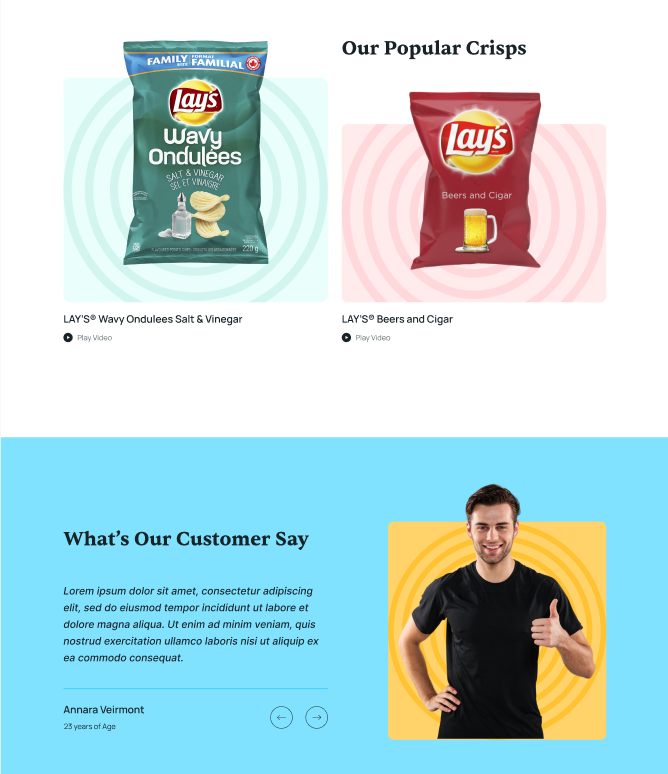 Our Popular Crisps
FAMILY SIZE FORMAT FAMILIAL
Lay's
Wavy
Ondulées
SALT & VINEGAR
SEL ET VINAIGRE
220 g
Lay's
Beers and Cigar
LAY'S® Wavy Ondulees Salt & Vinegar
Play Video
LAY'S® Beers and Cigar
Play Video
What's Our Customer Say
Lorem ipsum dolor sit amet, consectetur adipiscing
elit, sed do eiusmod tempor incididunt ut labore et
dolore magna aliqua. Ut enim ad minim veniam, quis
nostrud exercitation ullamco laboris nisi ut aliquip ex
ea commodo consequat.
Annara Veirmont
23 years of Age